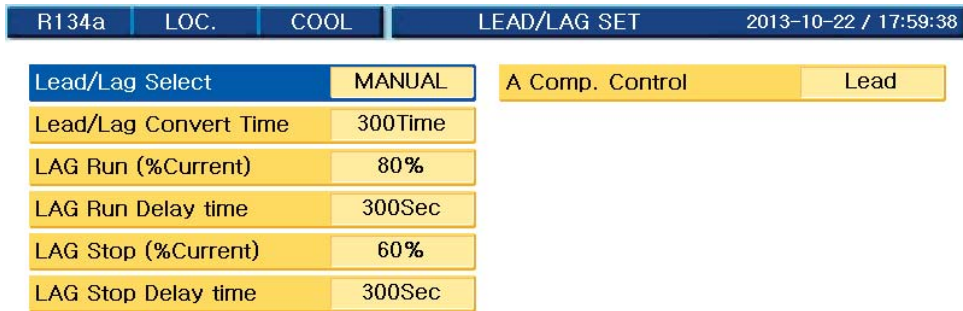 R134a LOC. COOL LEAD/LAG SET 2013-10-22 / 17:59:38
Lead/Lag Select MANUAL A Comp. Control Lead
Lead/Lag Convert Time 300Time
LAG Run (%Current) 80%
LAG Run Delay time 300Sec
LAG Stop (%Current) 60%
LAG Stop Delay time 300Sec